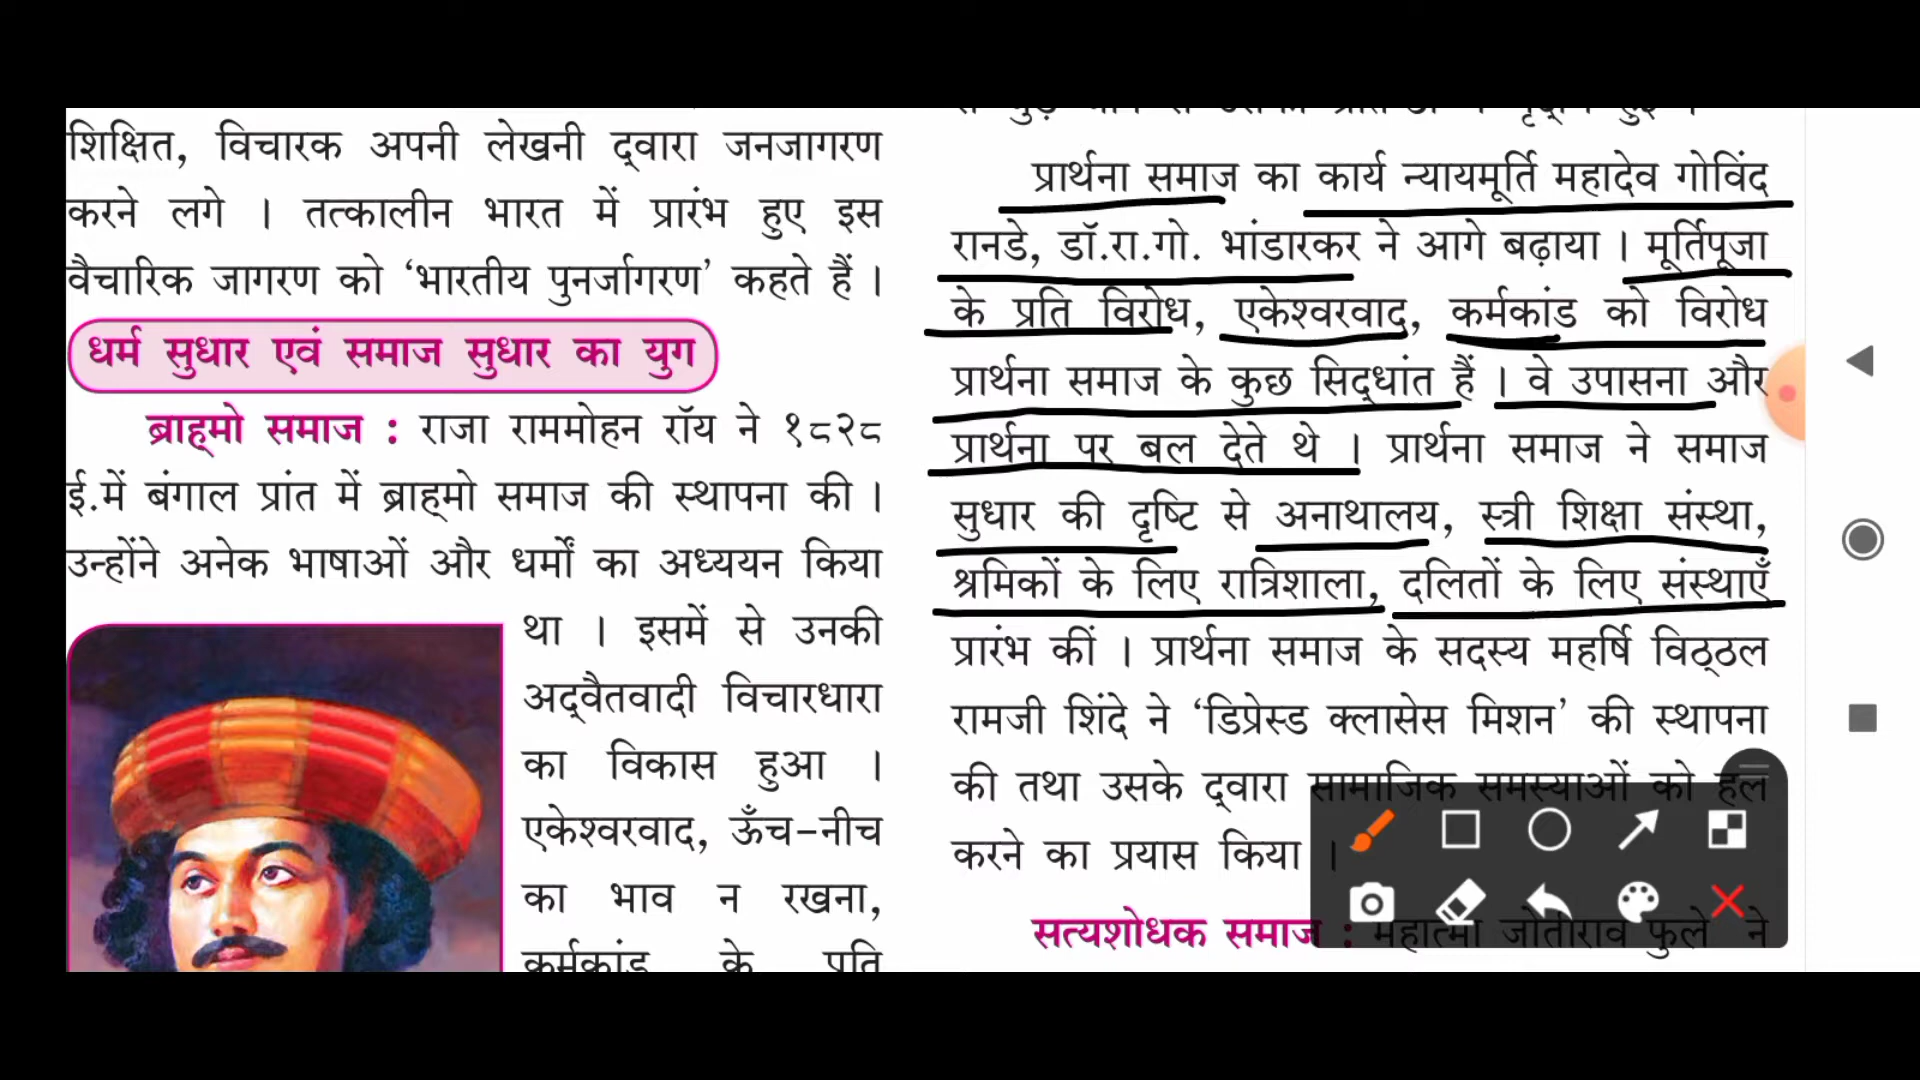 शिक्षित, विचारक अपनी लेखनी द्‌वारा जनजागरण
करने लगे । तत्कालीन भारत में प्रारंभ हुए इस
वैचारिक जागरण को ‘भारतीय पुनर्जागरण’ कहते हैं ।
धर्म सुधार एवं समाज सुधार का युग
ब्राह्‌मो समाज : राजा राममोहन रॉय ने १८२८
ई.में बंगाल प्रांत में ब्राह्‌मो समाज की स्थापना की ।
उन्होंने अनेक भाषाओं और धर्मों का अध्ययन किया
था । इसमें से उनकी
अद्‌वैतवादी विचारधारा
का विकास हुआ ।
एकेश्वरवाद, ऊँच-नीच
का भाव न रखना,
कर्मकांड के प्रति
प्रार्थना समाज का कार्य न्यायमूर्ति महादेव गोविंद
रानडे, डॉ.रा.गो. भांडारकर ने आगे बढ़ाया । मूर्तिपूजा
के प्रति विरोध, एकेश्वरवाद, कर्मकांड को विरोध
प्रार्थना समाज के कुछ सिद्‌धांत हैं । वे उपासना और
प्रार्थना पर बल देते थे । प्रार्थना समाज ने समाज
सुधार की दृष्टि से अनाथालय, स्त्री शिक्षा संस्था,
श्रमिकों के लिए रात्रिशाला, दलितों के लिए संस्थाएँ
प्रारंभ कीं । प्रार्थना समाज के सदस्य महर्षि विठ्‌ठल
रामजी शिंदे ने ‘डिप्रेस्ड क्लासेस मिशन’ की स्थापना
की तथा उसके द्‌वारा सामाजिक समस्याओं को हल
करने का प्रयास किया ।
सत्यशोधक समाज : महात्मा जोतीराव फुले ने